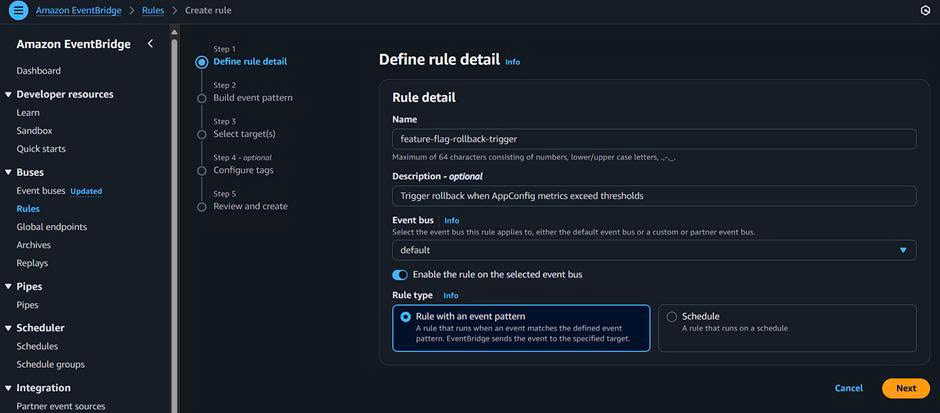 Amazon EventBridge > Rules > Create rule
Amazon EventBridge
Dashboard
Developer resources
Learn
Sandbox
Quick starts
Buses
Event buses Updated
Rules
Global endpoints
Archives
Replays
Pipes
Pipes
Scheduler
Schedules
Schedule groups
Integration
Partner event sources
Step 1
Define rule detail
Step 2
Build event pattern
Step 3
Select target(s)
Step 4 - optional
Configure tags
Step 5
Review and create
Define rule detail Info
Rule detail
Name
feature-flag-rollback-trigger
Maximum of 64 characters consisting of numbers, lower/upper case letters, .,-,_.
Description - optional
Trigger rollback when AppConfig metrics exceed thresholds
Event bus Info
Select the event bus this rule applies to, either the default event bus or a custom or partner event bus.
default
Enable the rule on the selected event bus
Rule type Info
Rule with an event pattern
A rule that runs when an event matches the defined event
pattern. EventBridge sends the event to the specified target.
Schedule
A rule that runs on a schedule
Cancel
Next